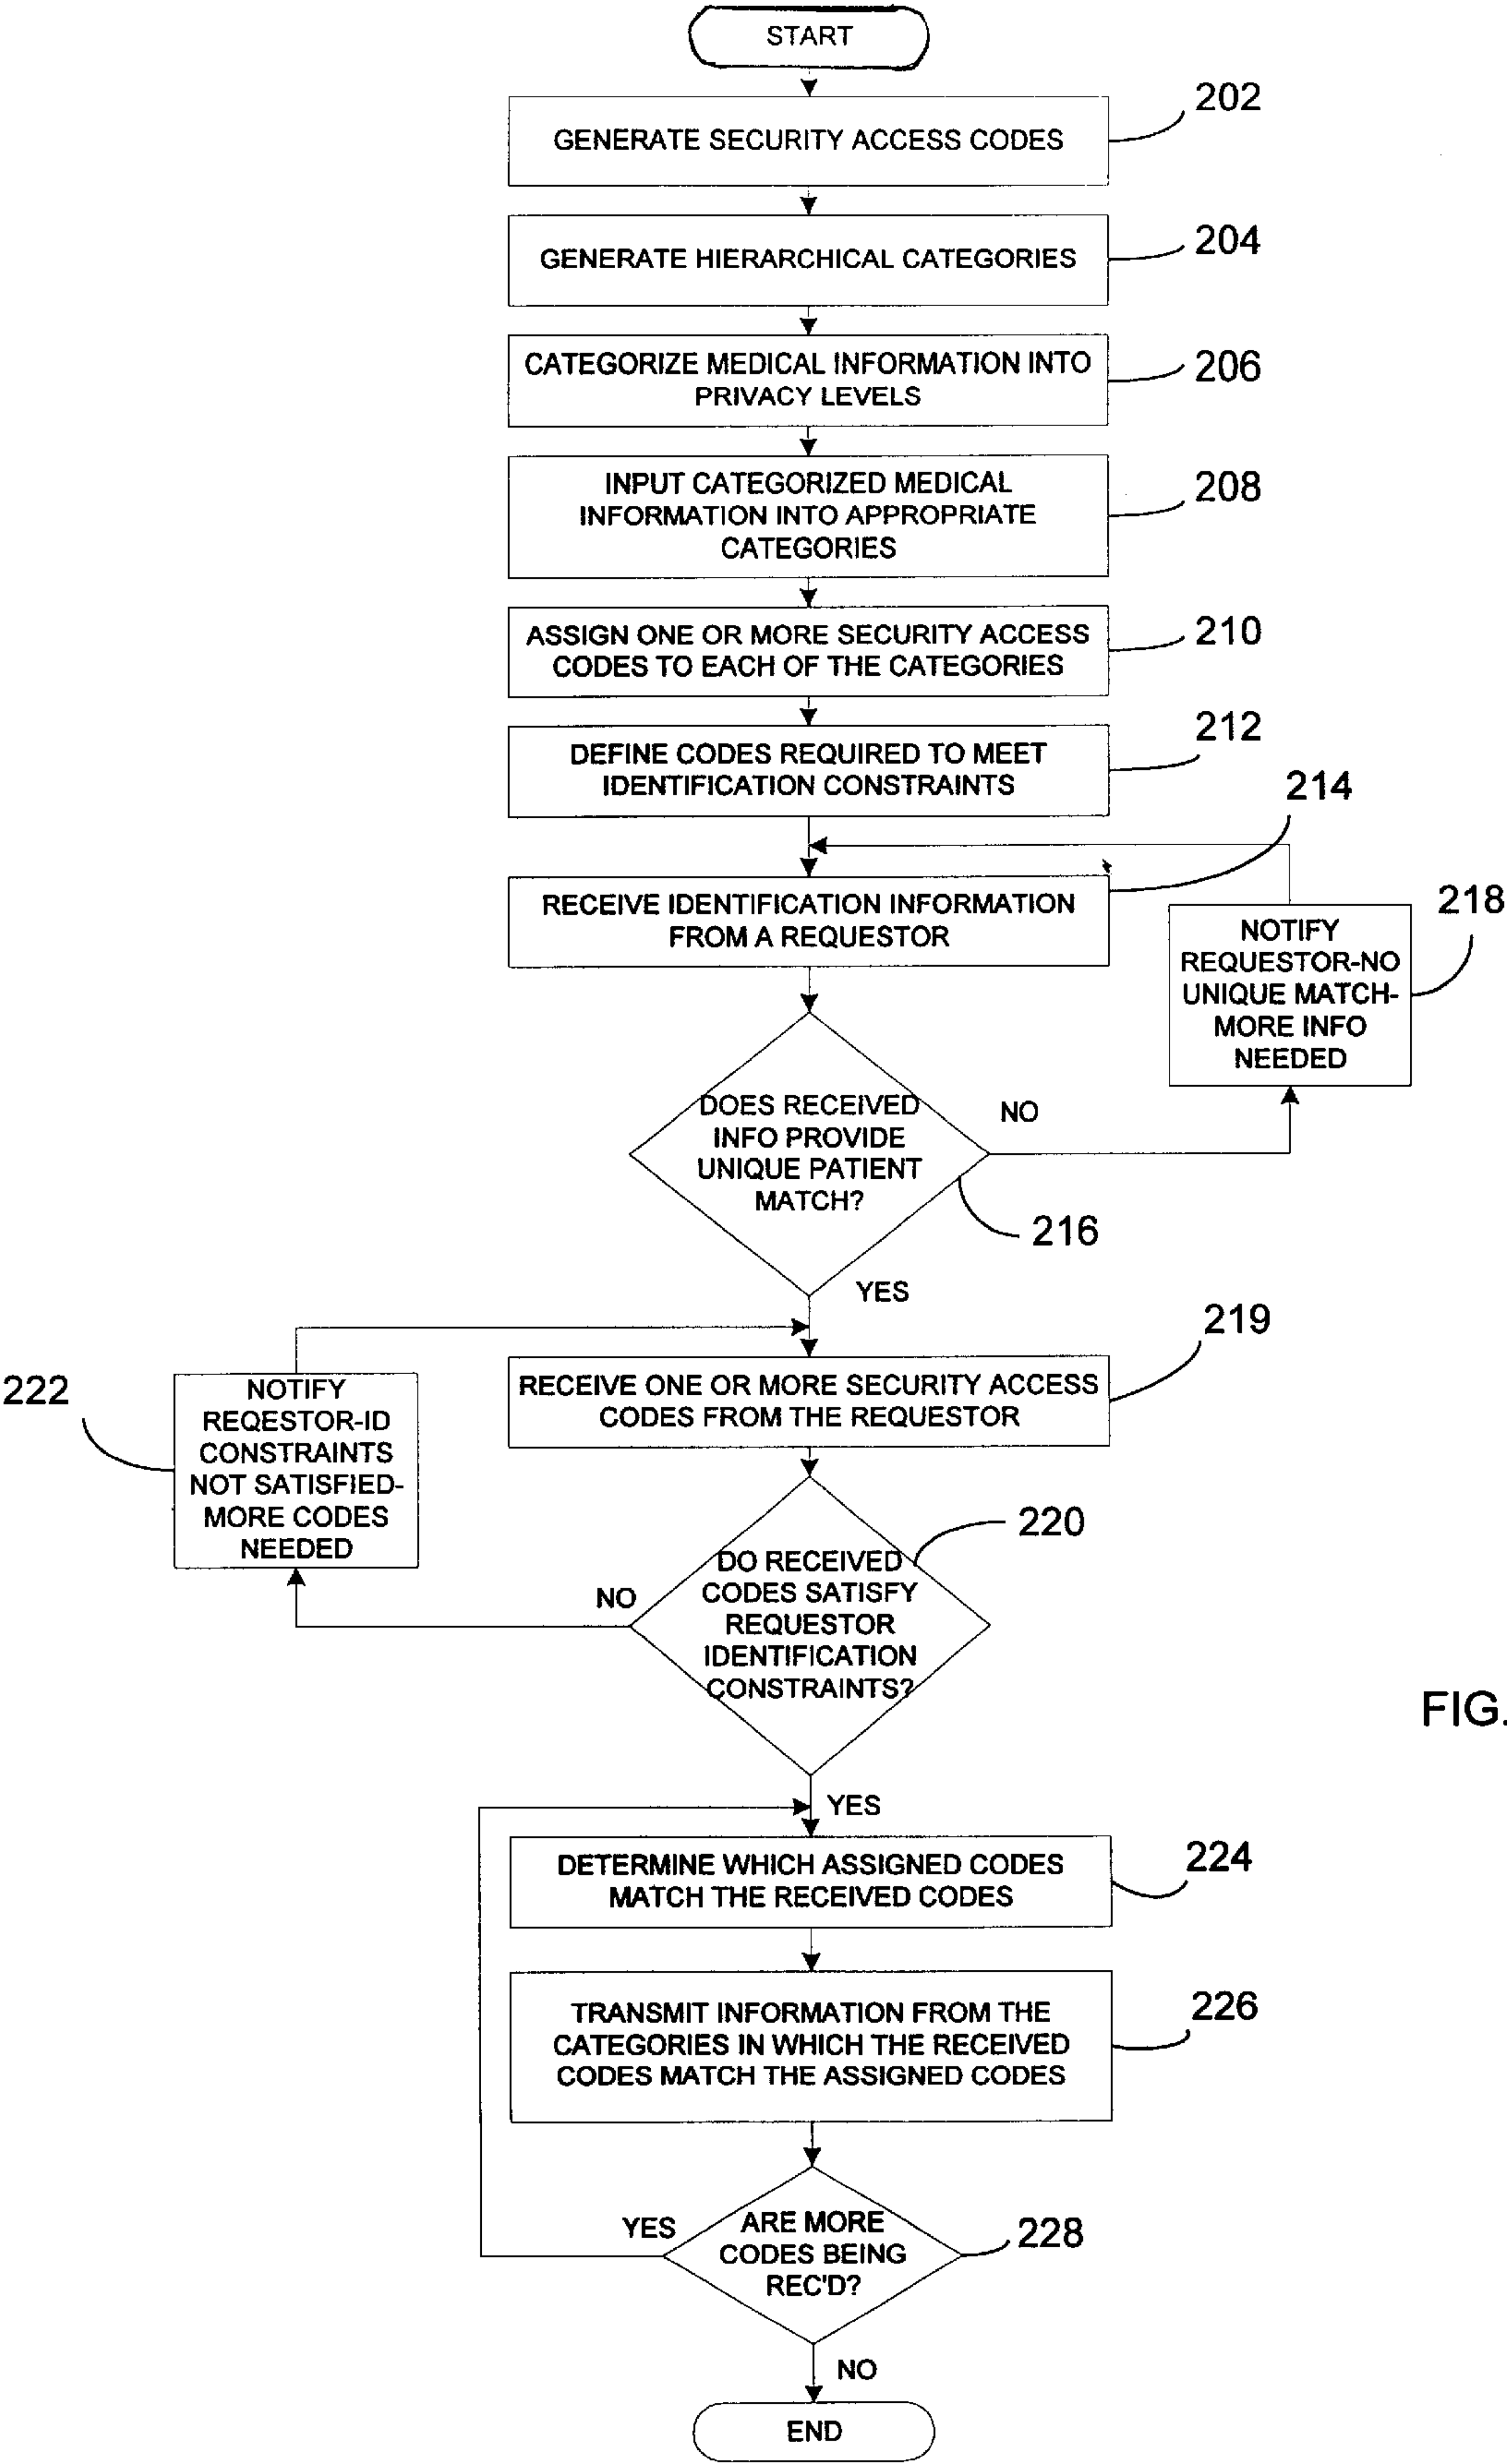 START
202
GENERATE SECURITY ACCESS CODES
204
GENERATE HIERARCHICAL CATEGORIES
206
CATEGORIZE MEDICAL INFORMATION INTO
PRIVACY LEVELS
208
INPUT CATEGORIZED MEDICAL
INFORMATION INTO APPROPRIATE
CATEGORIES
210
ASSIGN ONE OR MORE SECURITY ACCESS
CODES TO EACH OF THE CATEGORIES
212
DEFINE CODES REQUIRED TO MEET
IDENTIFICATION CONSTRAINTS
214
RECEIVE IDENTIFICATION INFORMATION
FROM A REQUESTOR
218
NOTIFY
REQUESTOR-NO
UNIQUE MATCH-
MORE INFO
NEEDED
DOES RECEIVED
INFO PROVIDE
UNIQUE PATIENT
MATCH?
NO
216
YES
219
RECEIVE ONE OR MORE SECURITY ACCESS
CODES FROM THE REQUESTOR
222
NOTIFY
REQESTOR-ID
CONSTRAINTS
NOT SATISFIED-
MORE CODES
NEEDED
220
DO RECEIVED
CODES SATISFY
REQUESTOR
IDENTIFICATION
CONSTRAINTS?
NO
FIG.
YES
224
DETERMINE WHICH ASSIGNED CODES
MATCH THE RECEIVED CODES
226
TRANSMIT INFORMATION FROM THE
CATEGORIES IN WHICH THE RECEIVED
CODES MATCH THE ASSIGNED CODES
YES
ARE MORE
CODES BEING
REC'D?
228
NO
END